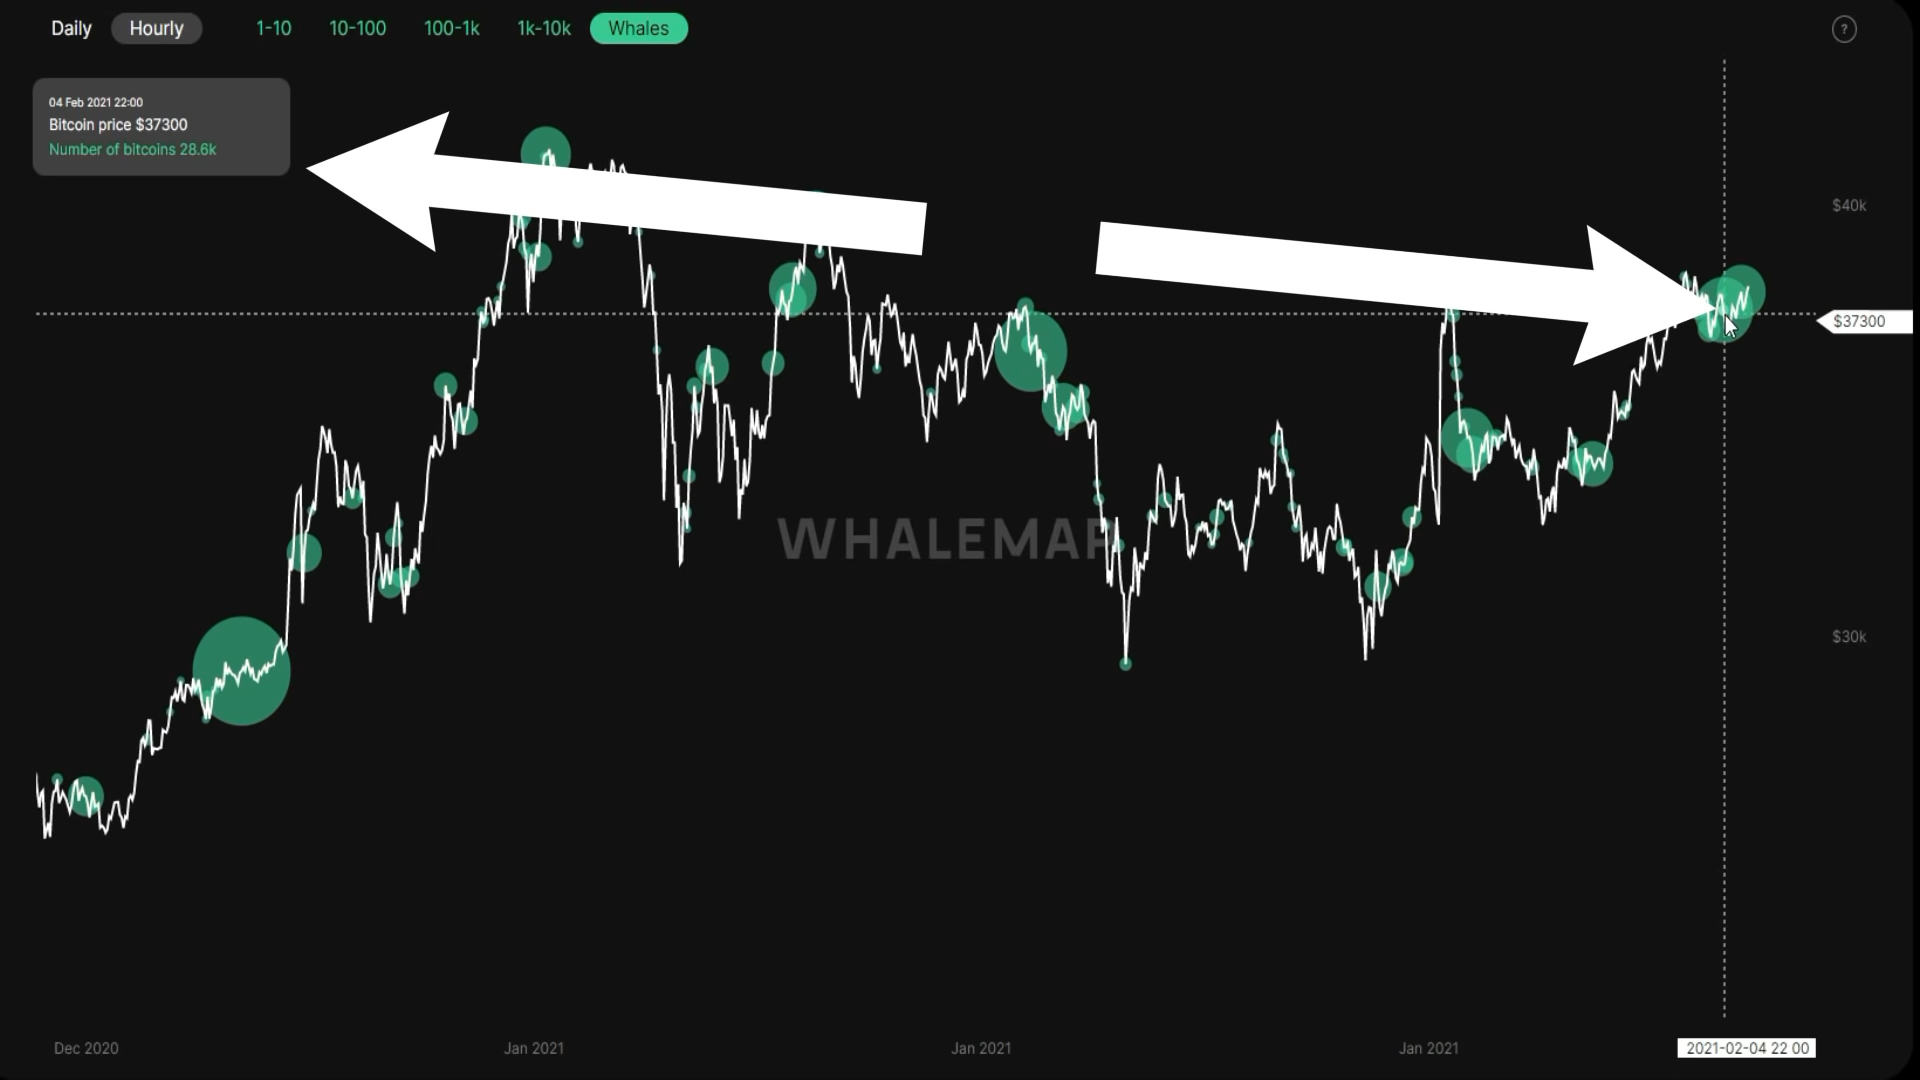 Daily Hourly 1-10 10-100 100-1k 1k-10k Whales ?
04 Feb 2021 22:00
Bitcoin price $37300
Number of bitcoins 28.6k
$40k
$37300
WHALEMAP
$30k
Dec 2020 Jan 2021 Jan 2021 Jan 2021 2021-02-04 22 00